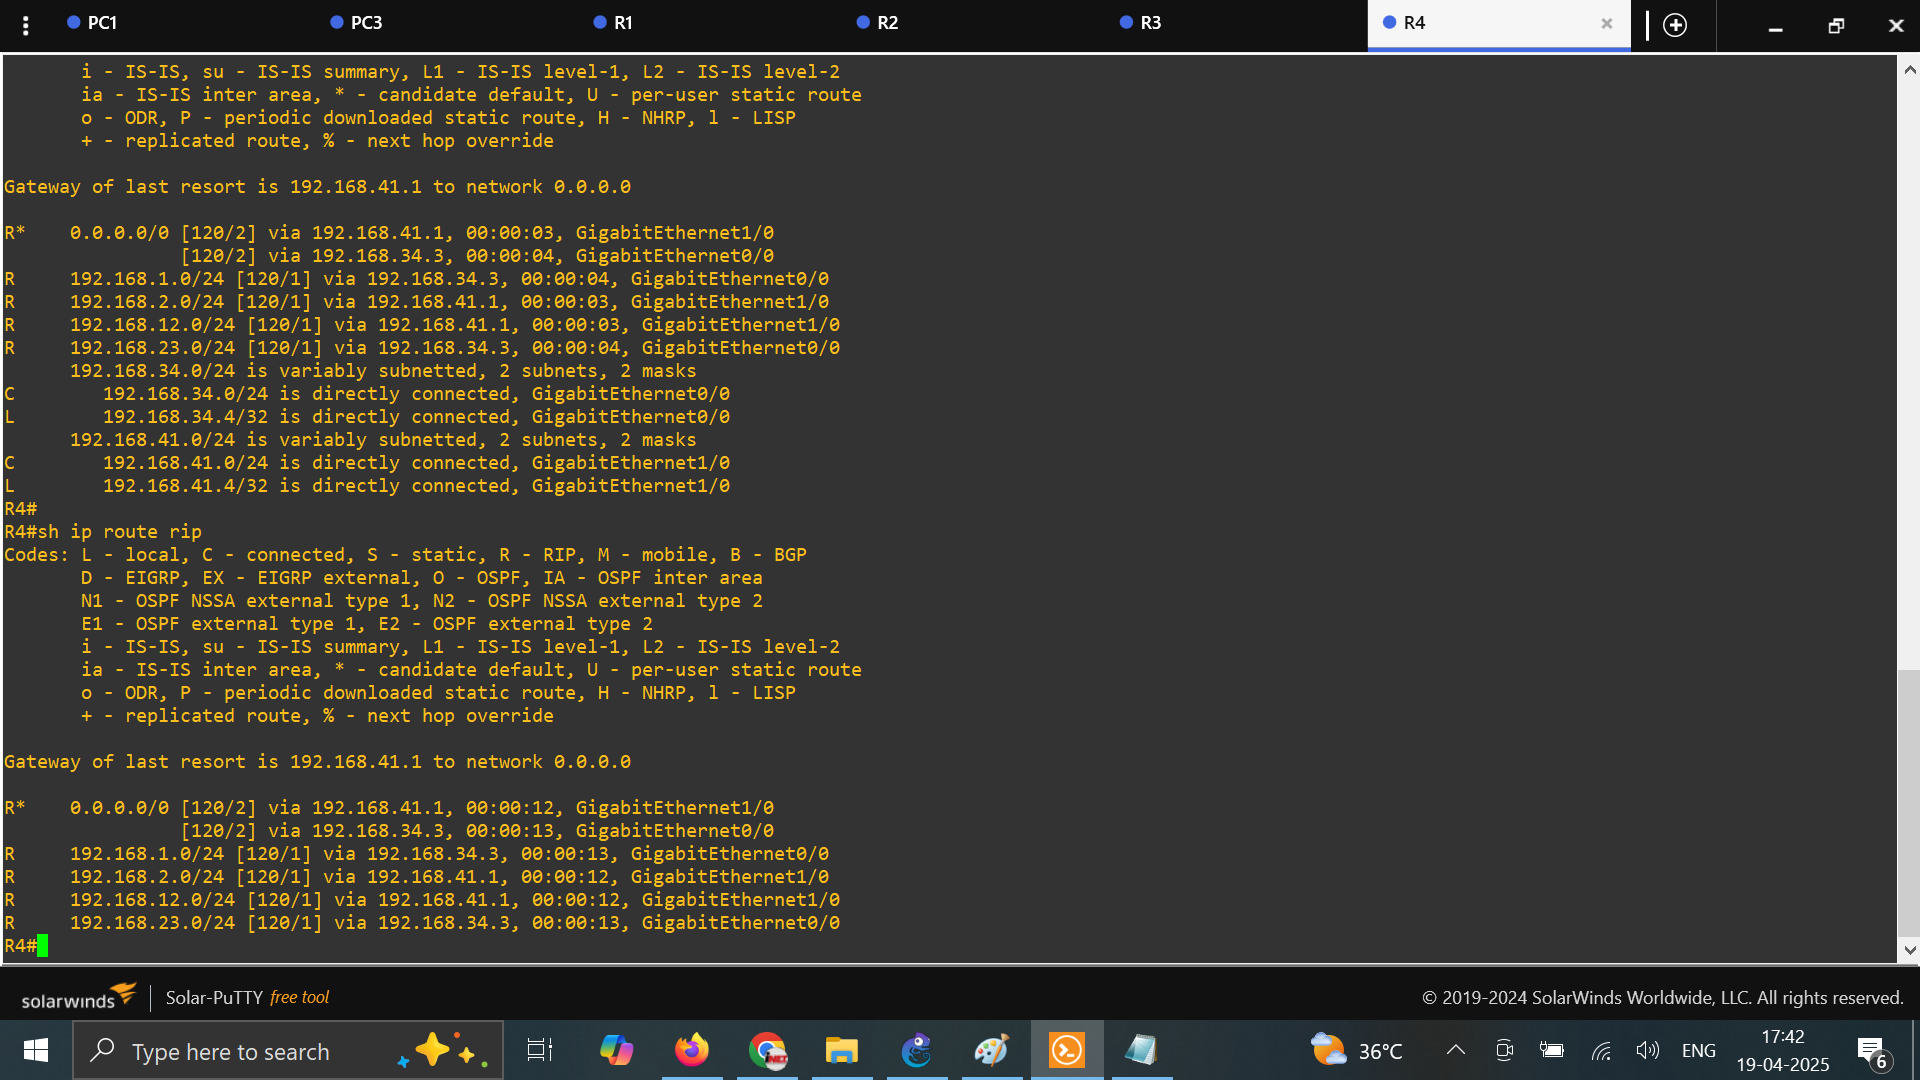 PC1 PC3 R1 R2 R3 R4
i - IS-IS, su - IS-IS summary, L1 - IS-IS level-1, L2 - IS-IS level-2
ia - IS-IS inter area, * - candidate default, U - per-user static route
o - ODR, P - periodic downloaded static route, H - NHRP, l - LISP
+ - replicated route, % - next hop override
Gateway of last resort is 192.168.41.1 to network 0.0.0.0
R* 0.0.0.0/0 [120/2] via 192.168.41.1, 00:00:03, GigabitEthernet1/0
[120/2] via 192.168.34.3, 00:00:04, GigabitEthernet0/0
R 192.168.1.0/24 [120/1] via 192.168.34.3, 00:00:04, GigabitEthernet0/0
R 192.168.2.0/24 [120/1] via 192.168.41.1, 00:00:03, GigabitEthernet1/0
R 192.168.12.0/24 [120/1] via 192.168.41.1, 00:00:03, GigabitEthernet1/0
R 192.168.23.0/24 [120/1] via 192.168.34.3, 00:00:04, GigabitEthernet0/0
192.168.34.0/24 is variably subnetted, 2 subnets, 2 masks
C 192.168.34.0/24 is directly connected, GigabitEthernet0/0
L 192.168.34.4/32 is directly connected, GigabitEthernet0/0
192.168.41.0/24 is variably subnetted, 2 subnets, 2 masks
C 192.168.41.0/24 is directly connected, GigabitEthernet1/0
L 192.168.41.4/32 is directly connected, GigabitEthernet1/0
R4#
R4#sh ip route rip
Codes: L - local, C - connected, S - static, R - RIP, M - mobile, B - BGP
D - EIGRP, EX - EIGRP external, O - OSPF, IA - OSPF inter area
N1 - OSPF NSSA external type 1, N2 - OSPF NSSA external type 2
E1 - OSPF external type 1, E2 - OSPF external type 2
i - IS-IS, su - IS-IS summary, L1 - IS-IS level-1, L2 - IS-IS level-2
ia - IS-IS inter area, * - candidate default, U - per-user static route
o - ODR, P - periodic downloaded static route, H - NHRP, l - LISP
+ - replicated route, % - next hop override
Gateway of last resort is 192.168.41.1 to network 0.0.0.0
R* 0.0.0.0/0 [120/2] via 192.168.41.1, 00:00:12, GigabitEthernet1/0
[120/2] via 192.168.34.3, 00:00:13, GigabitEthernet0/0
R 192.168.1.0/24 [120/1] via 192.168.34.3, 00:00:13, GigabitEthernet0/0
R 192.168.2.0/24 [120/1] via 192.168.41.1, 00:00:12, GigabitEthernet1/0
R 192.168.12.0/24 [120/1] via 192.168.41.1, 00:00:12, GigabitEthernet1/0
R 192.168.23.0/24 [120/1] via 192.168.34.3, 00:00:13, GigabitEthernet0/0
R4#
solarwinds Solar-PuTTY free tool © 2019-2024 SolarWinds Worldwide, LLC. All rights reserved.
Type here to search 36°C ENG 17:42
19-04-2025 6